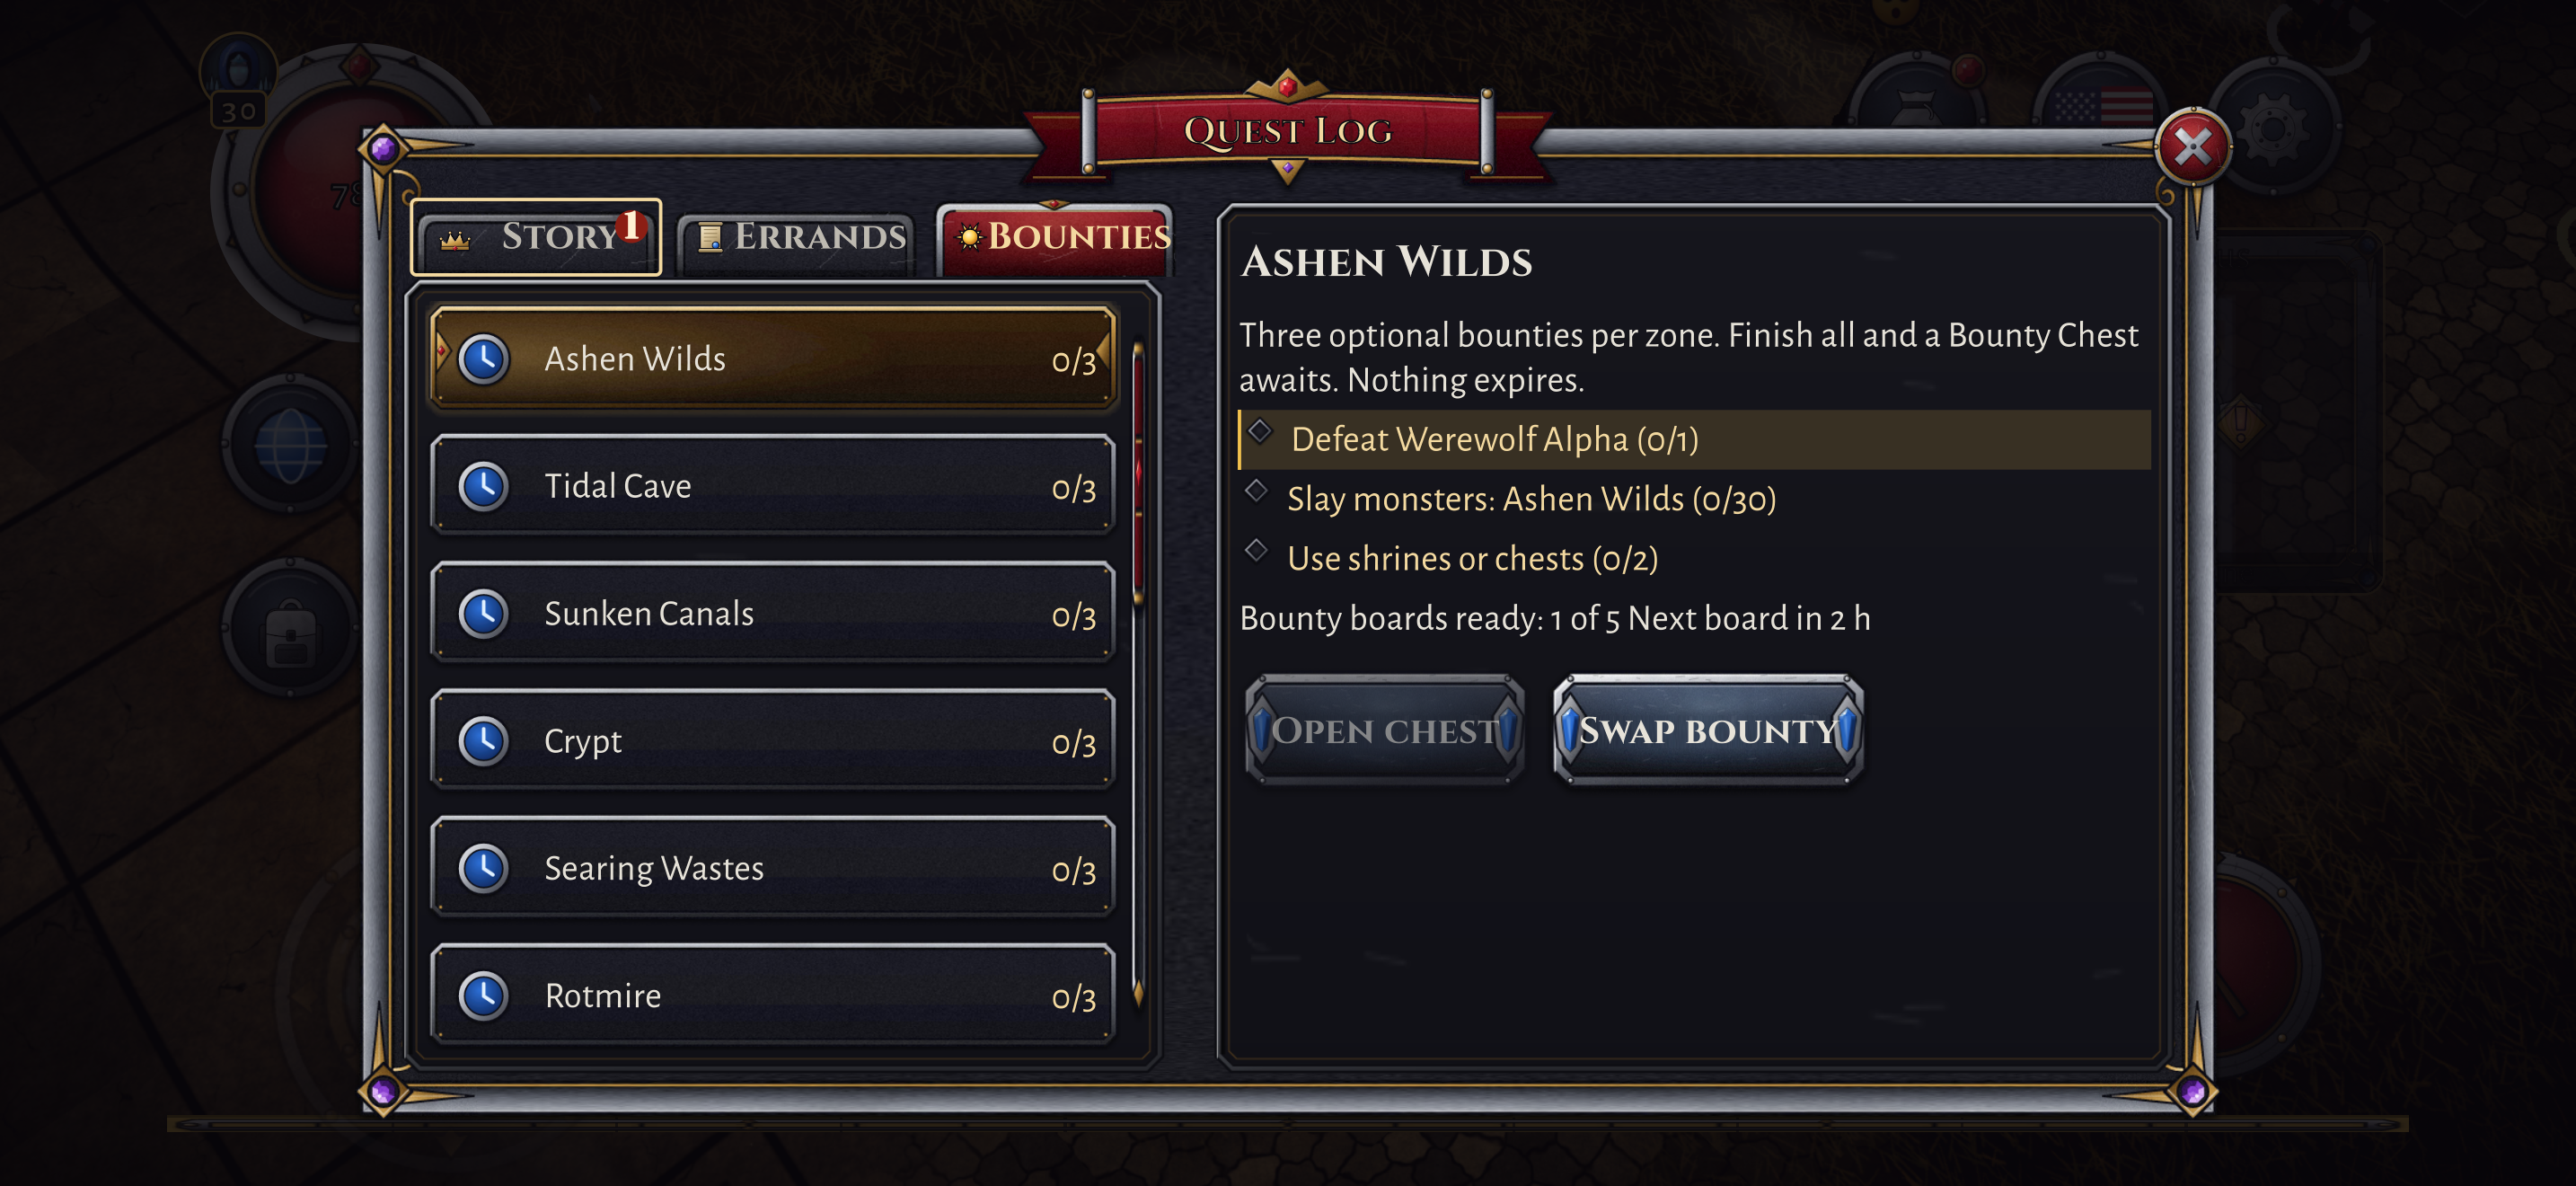 30
78
Quest Log
Story 1
Errands
Bounties
Ashen Wilds 0/3
Tidal Cave 0/3
Sunken Canals 0/3
Crypt 0/3
Searing Wastes 0/3
Rotmire 0/3
Ashen Wilds
Three optional bounties per zone. Finish all and a Bounty Chest
awaits. Nothing expires.
Defeat Werewolf Alpha (0/1)
Slay monsters: Ashen Wilds (0/30)
Use shrines or chests (0/2)
Bounty boards ready: 1 of 5 Next board in 2 h
Open chest
Swap bounty